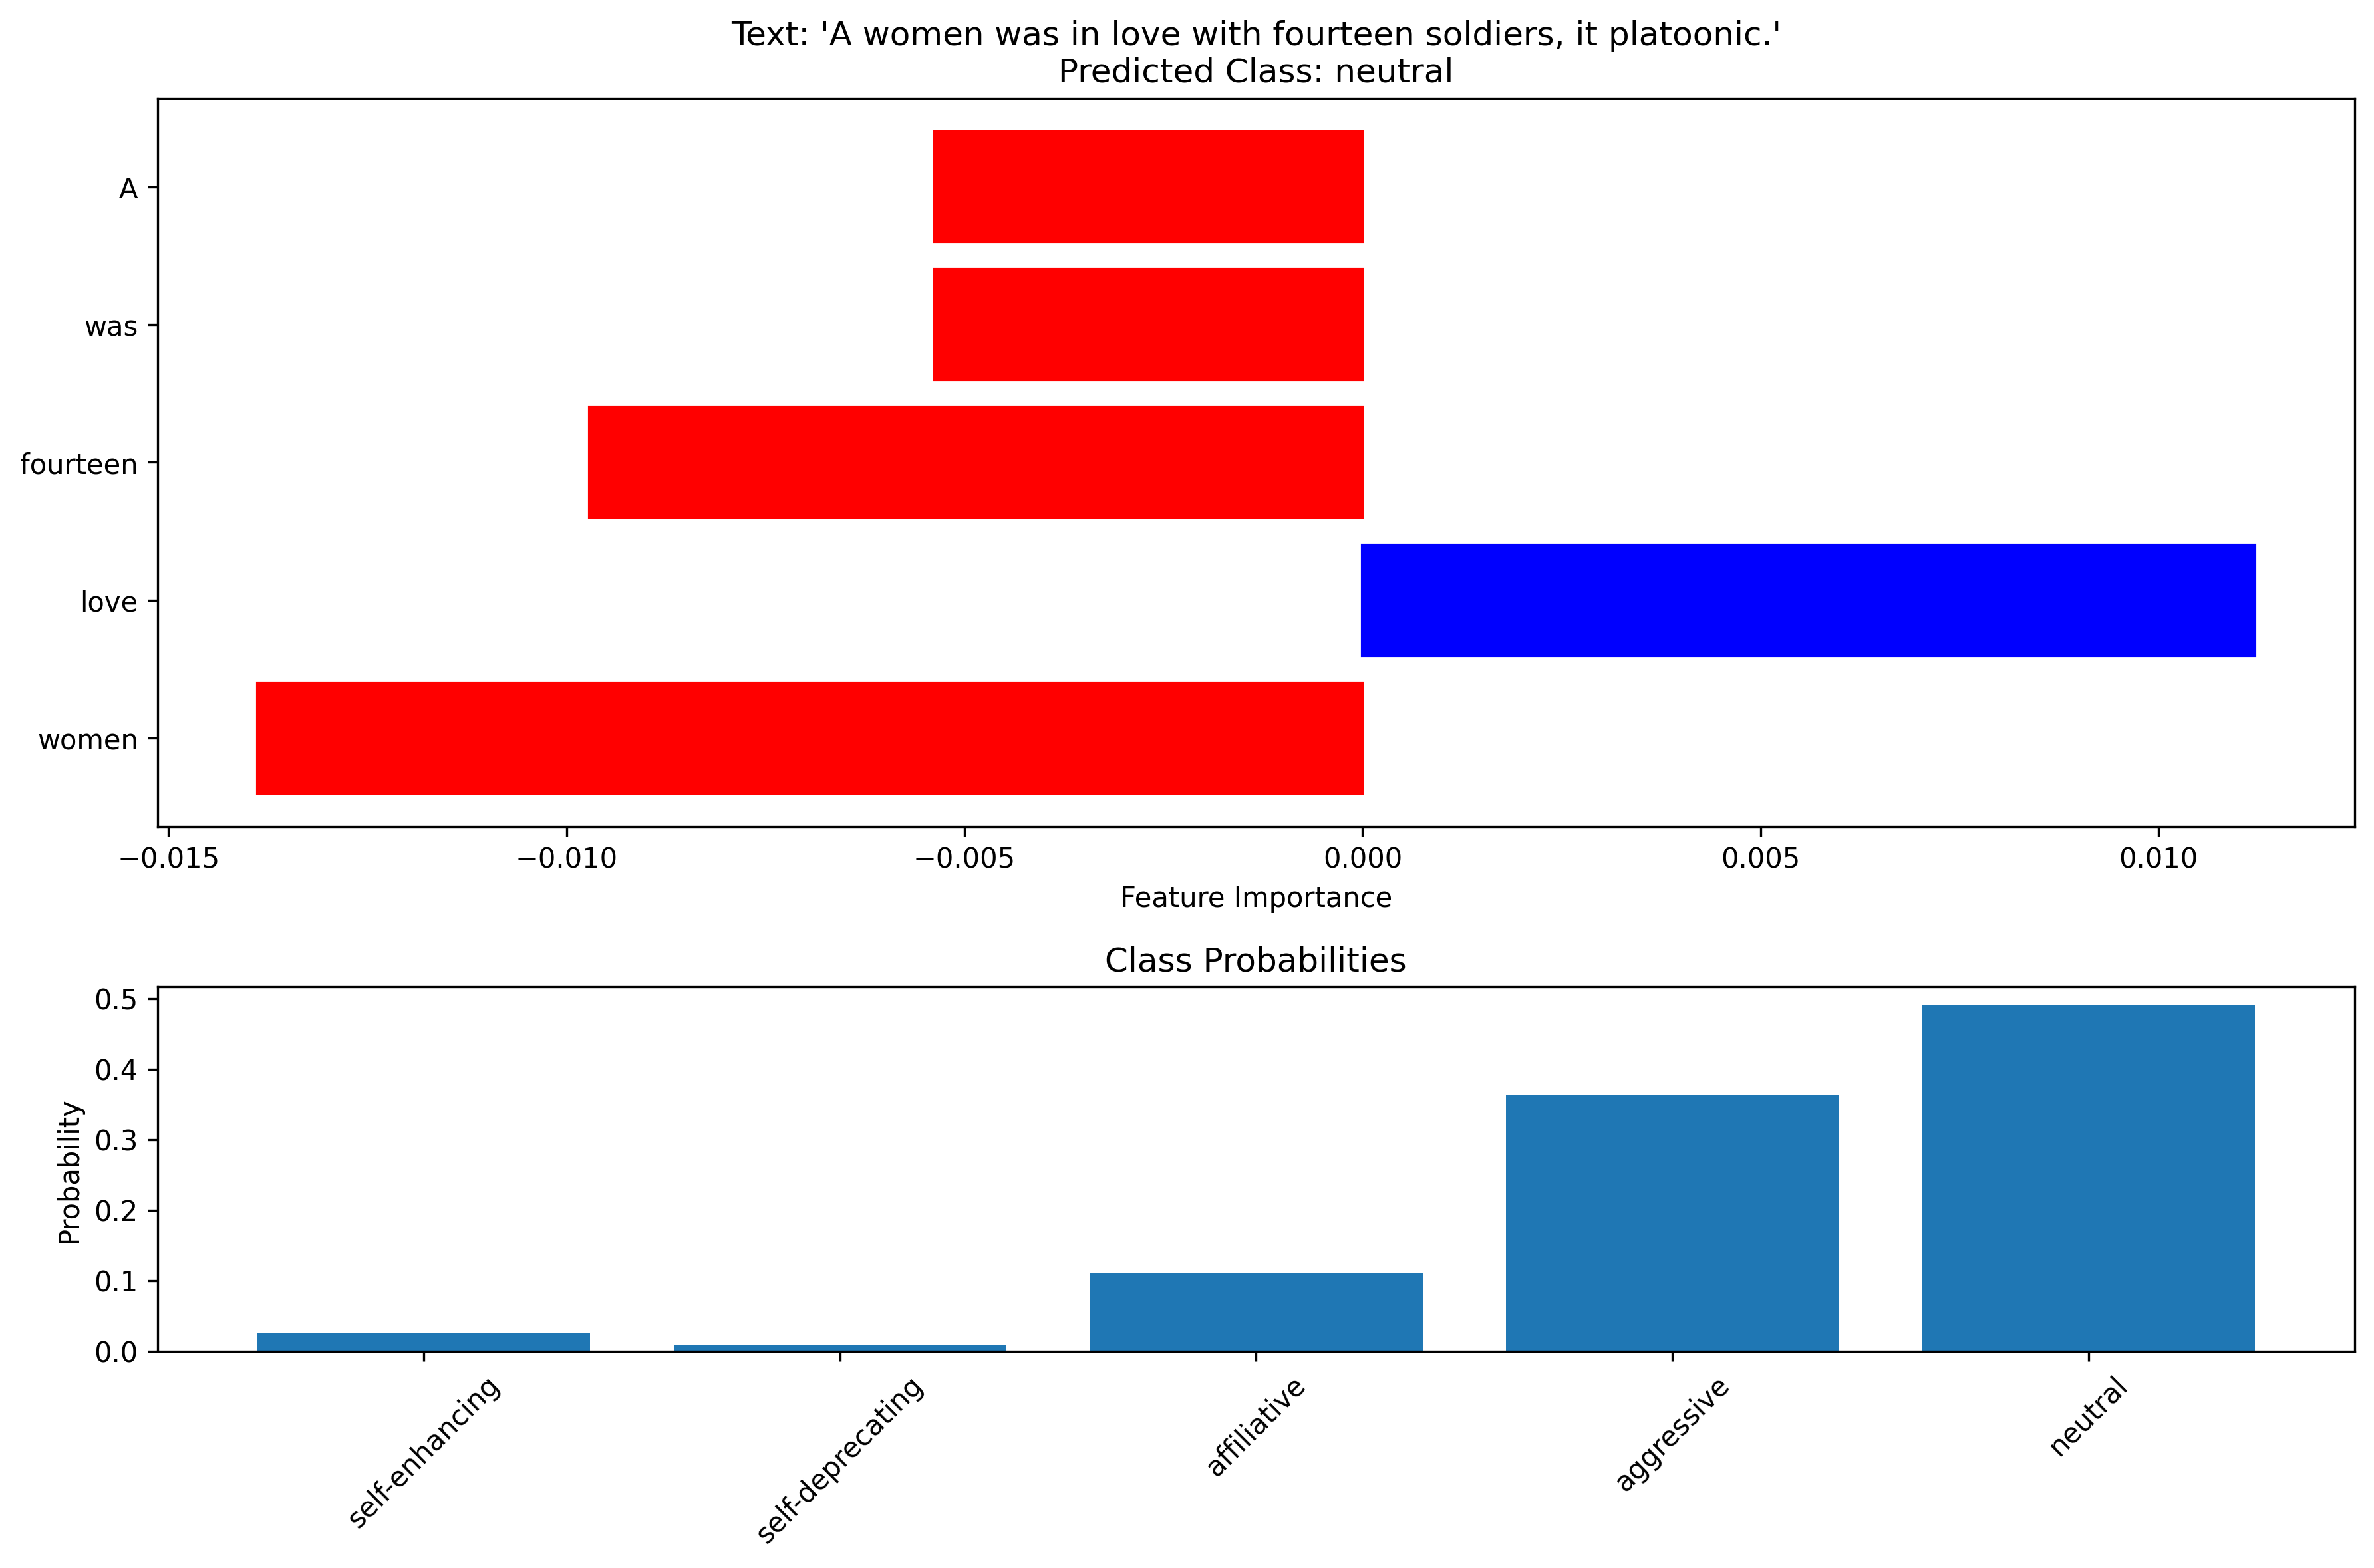 Text: 'A women was in love with fourteen soldiers, it platoonic.'
Predicted Class: neutral
A
was
fourteen
love
women
−0.015
−0.010
−0.005
0.000
0.005
0.010
Feature Importance
Class Probabilities
0.5
0.4
0.3
0.2
0.1
0.0
Probability
self-enhancing
self-deprecating
affiliative
aggressive
neutral